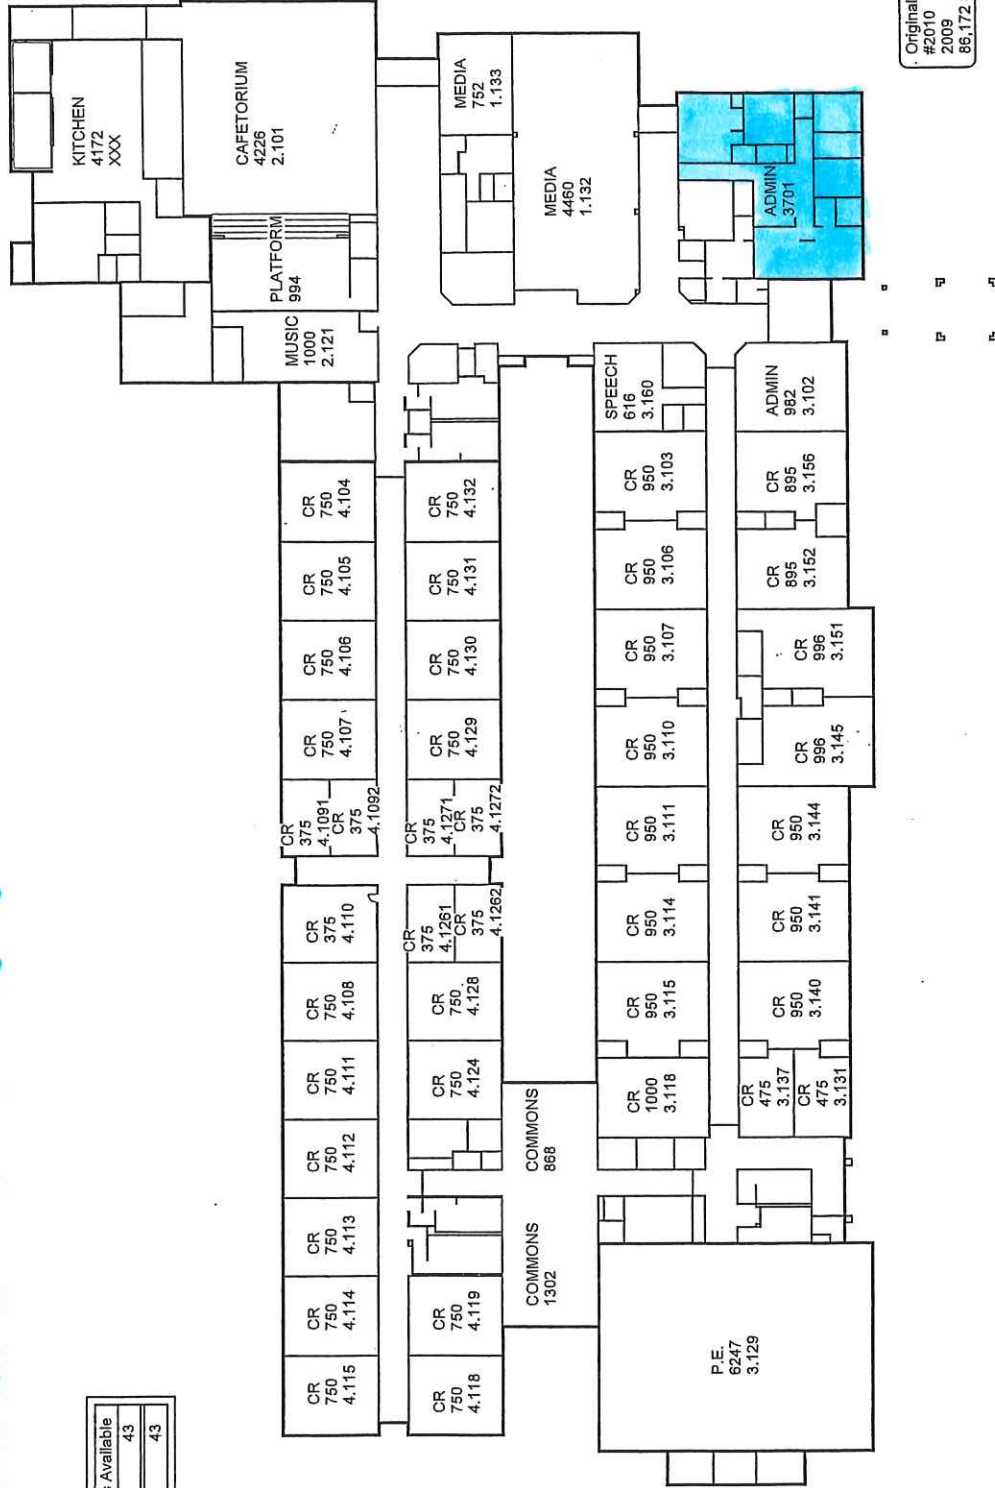 Original
#2010
2009
86,172
KITCHEN
4172
XXX
CAFETORIUM
4226
2.101
PLATFORM
994
MUSIC
1000
2.121
MEDIA
752
1.133
MEDIA
4460
1.132
ADMIN
3701
CR
750
4.104
CR
750
4.105
CR
750
4.106
CR
750
4.107
CR
375
4.1091
CR
375
4.1092
CR
375
4.110
CR
750
4.108
CR
750
4.111
CR
750
4.112
CR
750
4.113
CR
750
4.114
CR
750
4.115
CR
750
4.132
CR
750
4.131
CR
750
4.130
CR
750
4.129
CR
375
4.1271
CR
375
4.1272
CR
375
4.1261
CR
375
4.1262
CR
750
4.128
CR
750
4.124
CR
750
4.119
CR
750
4.118
COMMONS
868
COMMONS
1302
SPEECH
616
3.160
CR
950
3.103
CR
950
3.106
CR
950
3.107
CR
950
3.110
CR
950
3.111
CR
950
3.114
CR
950
3.115
CR
1000
3.118
ADMIN
982
3.102
CR
895
3.156
CR
895
3.152
CR
996
3.151
CR
996
3.145
CR
950
3.144
CR
950
3.141
CR
950
3.140
CR
475
3.137
CR
475
3.131
P.E.
6247
3.129
s Available
43
43